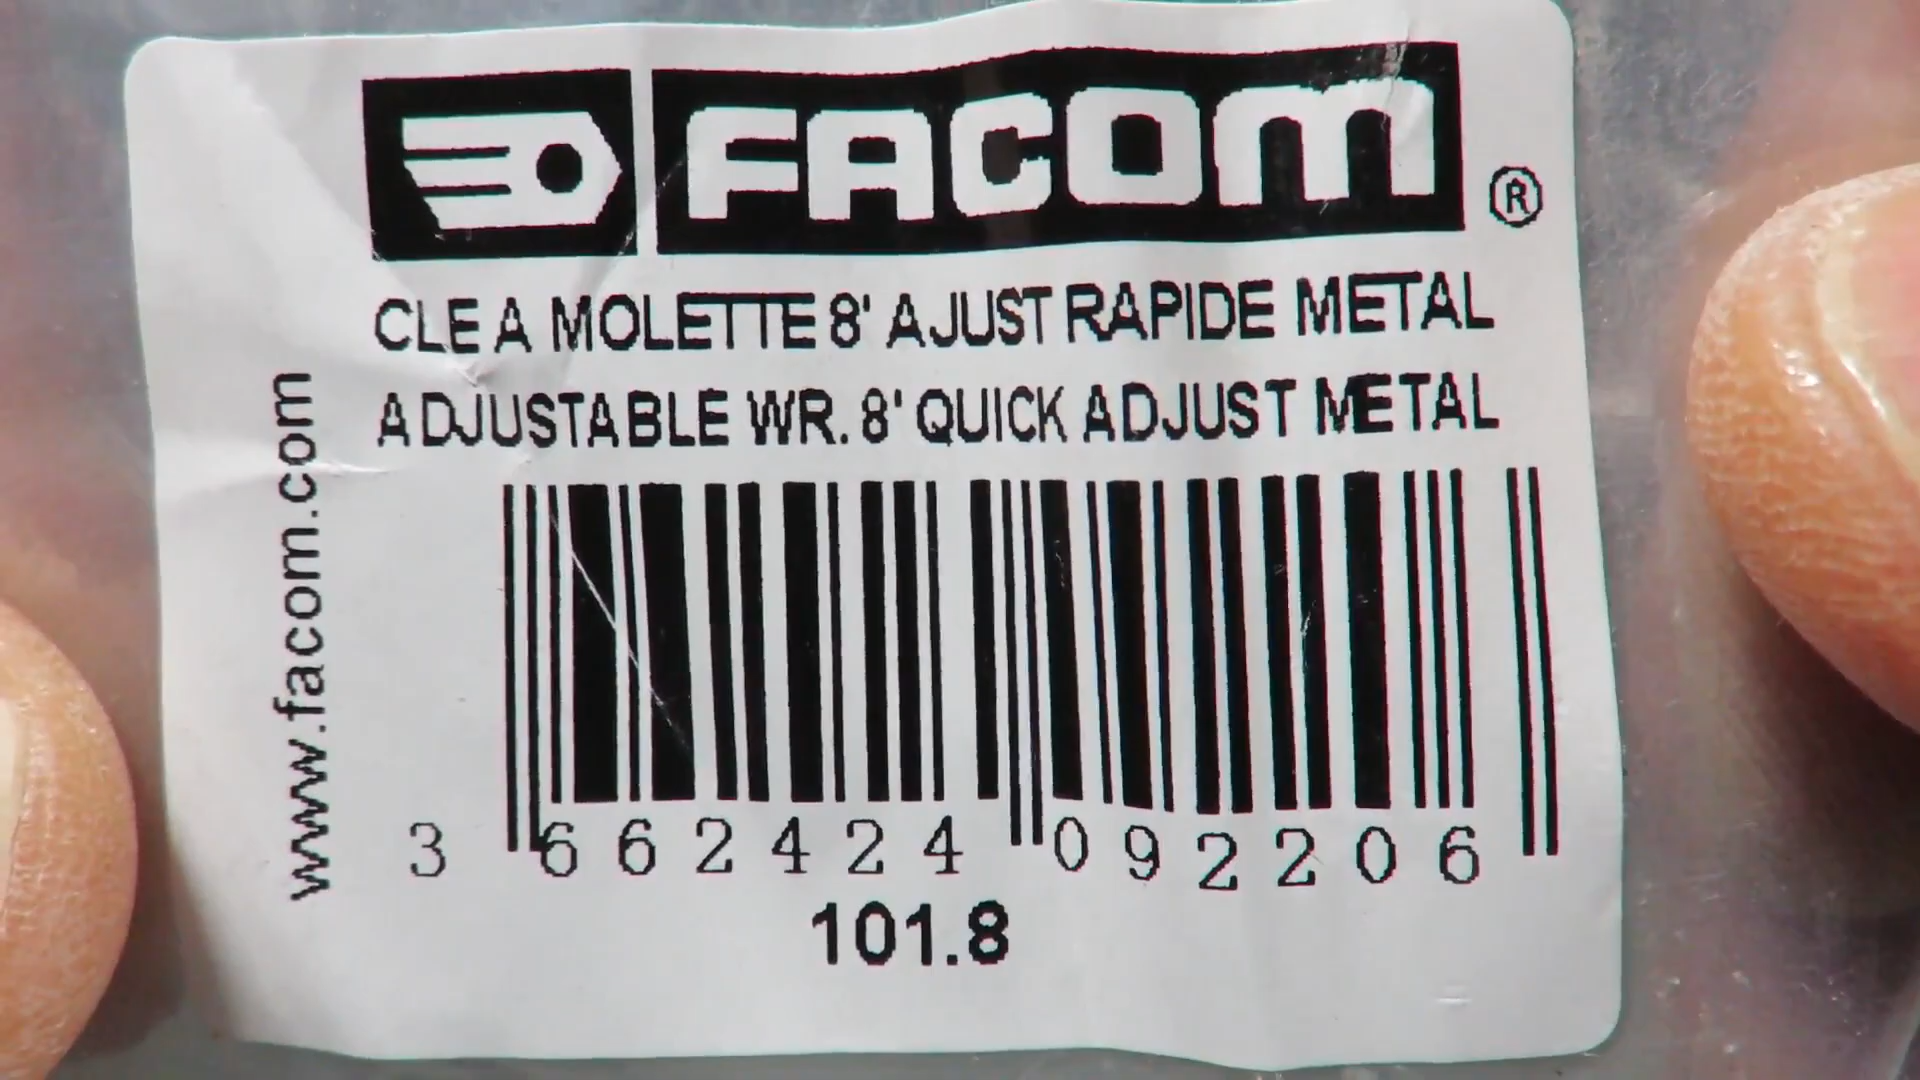 FACOM ®
CLE A MOLETTE 8' AJUST RAPIDE METAL
ADJUSTABLE WR. 8' QUICK ADJUST METAL
www.facom.com
3 662424 092206
101.8